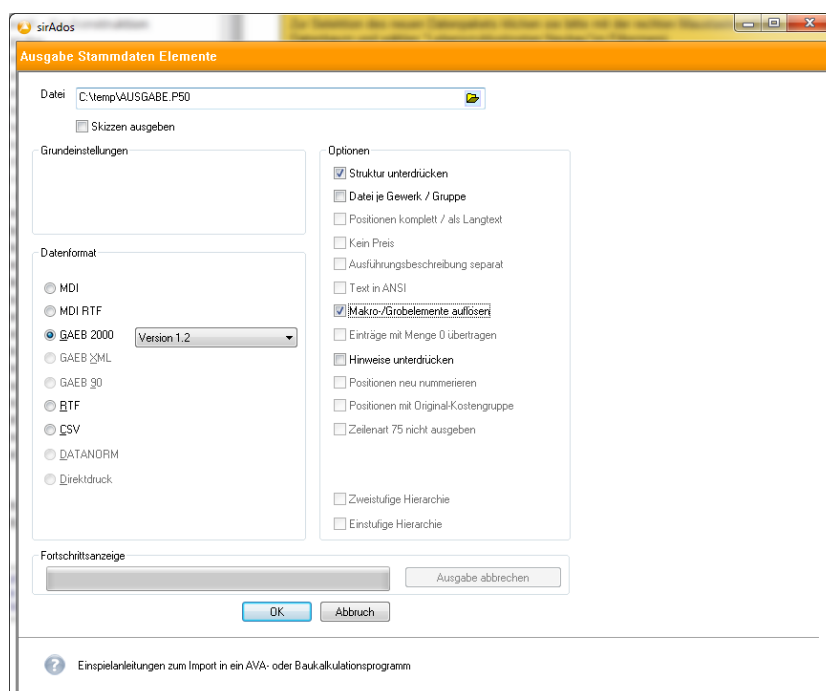 sirAdos
Ausgabe Stammdaten Elemente
Datei C:\temp\AUSGABE.P50
Skizzen ausgeben
Grundeinstellungen
Datenformat
MDI
MDI RTF
GAEB 2000 Version 1.2
GAEB XML
GAEB 90
RTF
CSV
DATANORM
Direktdruck
Optionen
Struktur unterdrücken
Datei je Gewerk / Gruppe
Positionen komplett / als Langtext
Kein Preis
Ausführungsbeschreibung separat
Text in ANSI
Makro-/Grobelemente auflösen
Einträge mit Menge 0 übertragen
Hinweise unterdrücken
Positionen neu nummerieren
Positionen mit Original-Kostengruppe
Zeilenart 75 nicht ausgeben
Zweistufige Hierarchie
Einstufige Hierarchie
Fortschrittsanzeige
Ausgabe abbrechen
OK Abbruch
Einspielanleitungen zum Import in ein AVA- oder Baukalkulationsprogramm